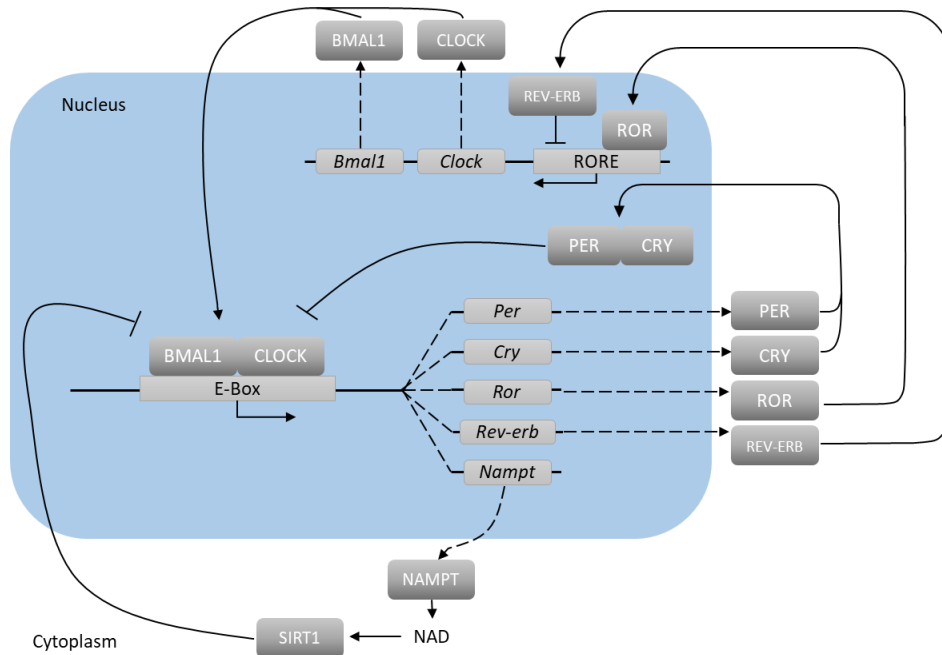 BMAL1
CLOCK
Nucleus
REV-ERB
ROR
Bmal1
Clock
RORE
PER
CRY
Per
PER
BMAL1
CLOCK
Cry
CRY
E-Box
Ror
ROR
Rev-erb
REV-ERB
Nampt
NAMPT
Cytoplasm
SIRT1
NAD